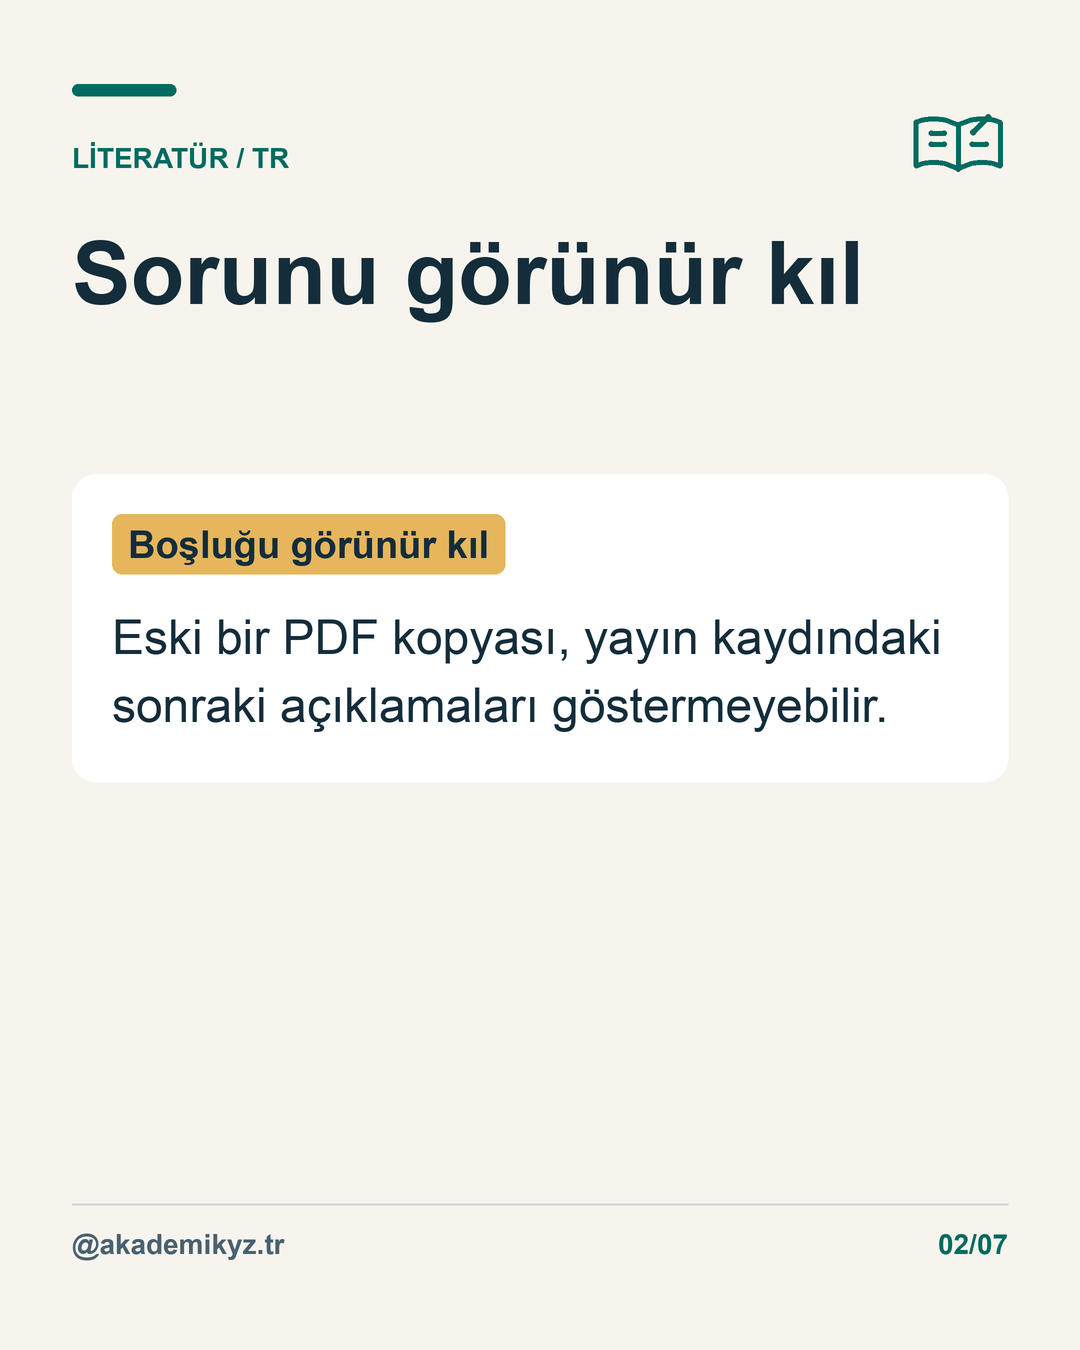 LİTERATÜR / TR
Sorunu görünür kıl
Boşluğu görünür kıl
Eski bir PDF kopyası, yayın kaydındaki
sonraki açıklamaları göstermeyebilir.
@akademikyz.tr
02/07